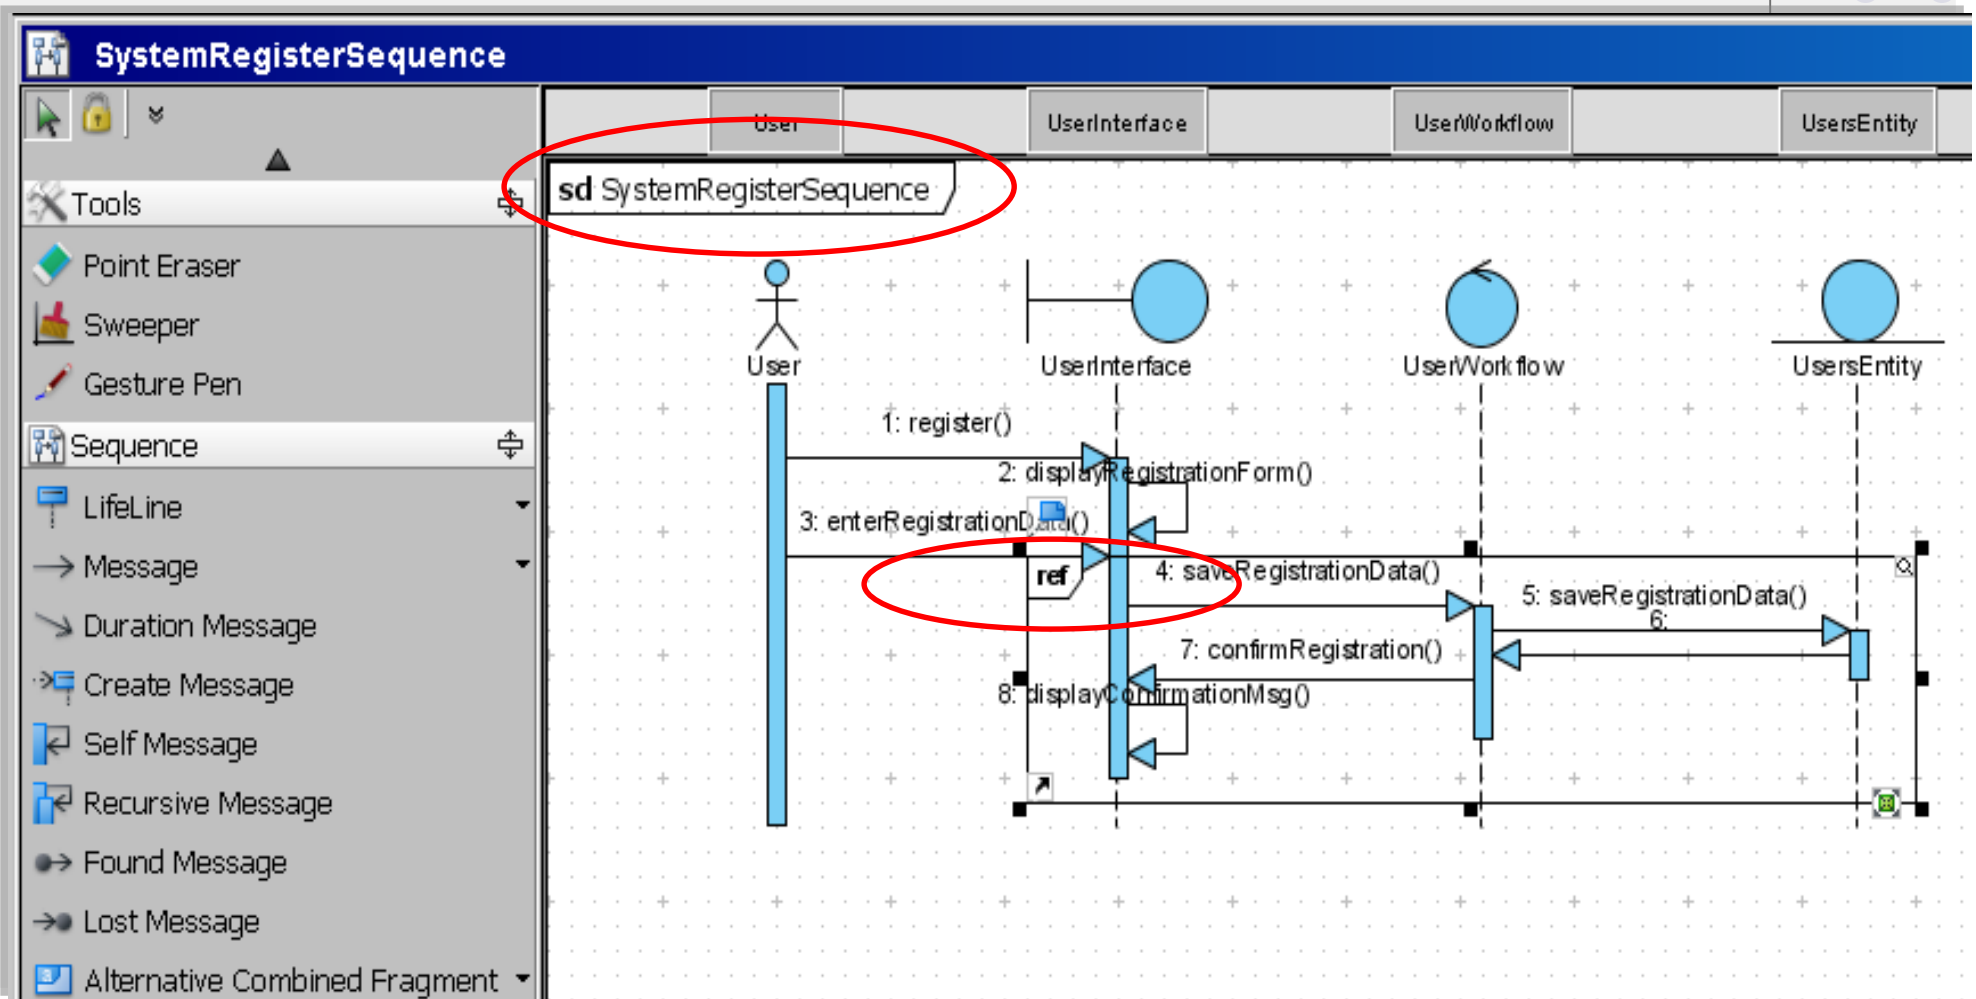 SystemRegisterSequence
User
UserInterface
UserWorkflow
UsersEntity
Tools
Point Eraser
Sweeper
Gesture Pen
Sequence
LifeLine
Message
Duration Message
Create Message
Self Message
Recursive Message
Found Message
Lost Message
Alternative Combined Fragment
sd SystemRegisterSequence
User
UserInterface
UserWorkflow
UsersEntity
1: register()
2: displayRegistrationForm()
3: enterRegistrationData()
ref
4: saveRegistrationData()
5: saveRegistrationData()
6:
7: confirmRegistration()
8: displayConfirmationMsg()